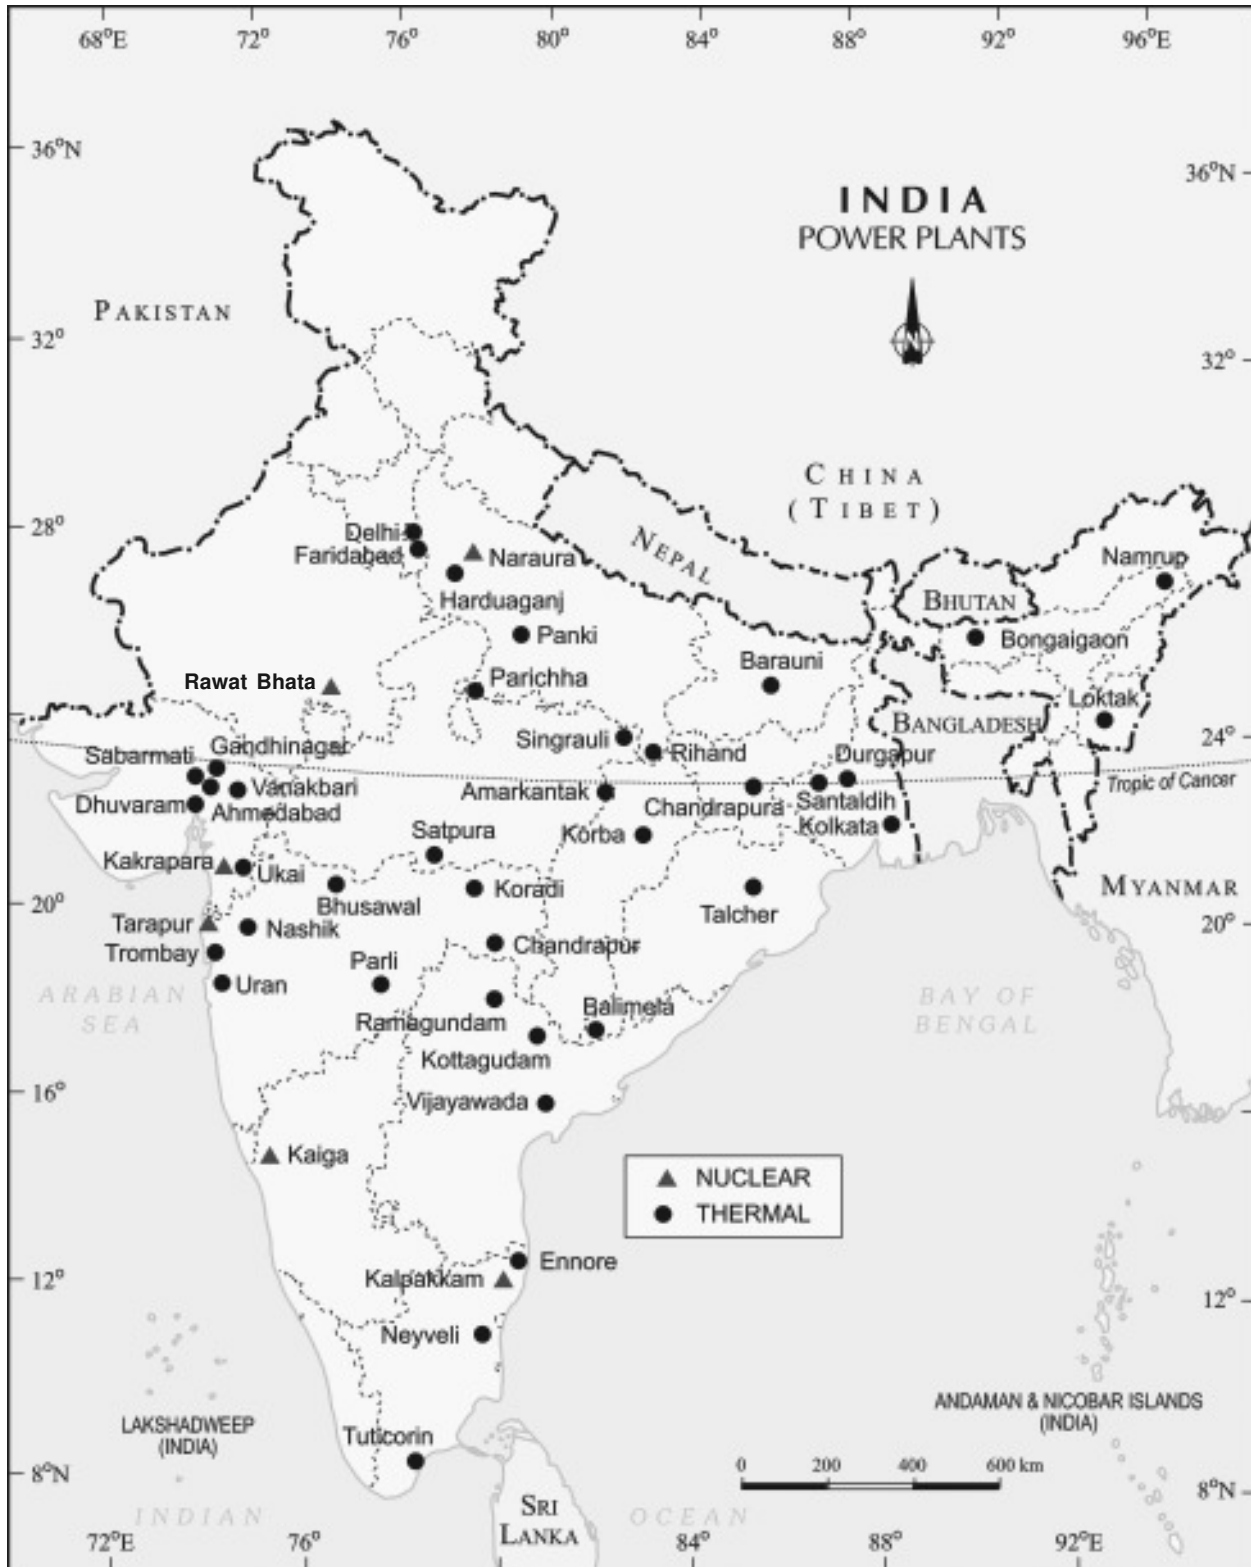 68°E 72° 76° 80° 84° 88° 92° 96°E
36°N
36°N
INDIA
POWER PLANTS
N
PAKISTAN
32°
32°
CHINA
(TIBET)
28°
Delhi
Faridabad
Naraura
NEPAL
Namrup
Harduaganj
BHUTAN
Panki
Bongaigaon
Barauni
Rawat Bhata
Parichha
Loktak
BANGLADESH
24°
Singrauli
Rihand
Durgapur
Sabarmati
Gandhinagar
Tropic of Cancer
Vanakbari
Amarkantak
Chandrapura
Santaldih
Dhuvaram
Ahmedabad
Kolkata
Satpura
Korba
Kakrapara
Ukai
MYANMAR
20°
Bhusawal
Koradi
Talcher
20°
Tarapur
Nashik
Trombay
Chandrapur
Parli
Uran
ARABIAN
SEA
BAY OF
BENGAL
Ramagundam
Balimela
Kottagudam
16°
Vijayawada
Kaiga
NUCLEAR
THERMAL
Ennore
12°
Kalpakkam
12°
Neyveli
LAKSHADWEEP
(INDIA)
ANDAMAN & NICOBAR ISLANDS
(INDIA)
Tuticorin
0 200 400 600 km
8°N
8°N
SRI
LANKA
INDIAN OCEAN
72°E 76° 84° 88° 92°E